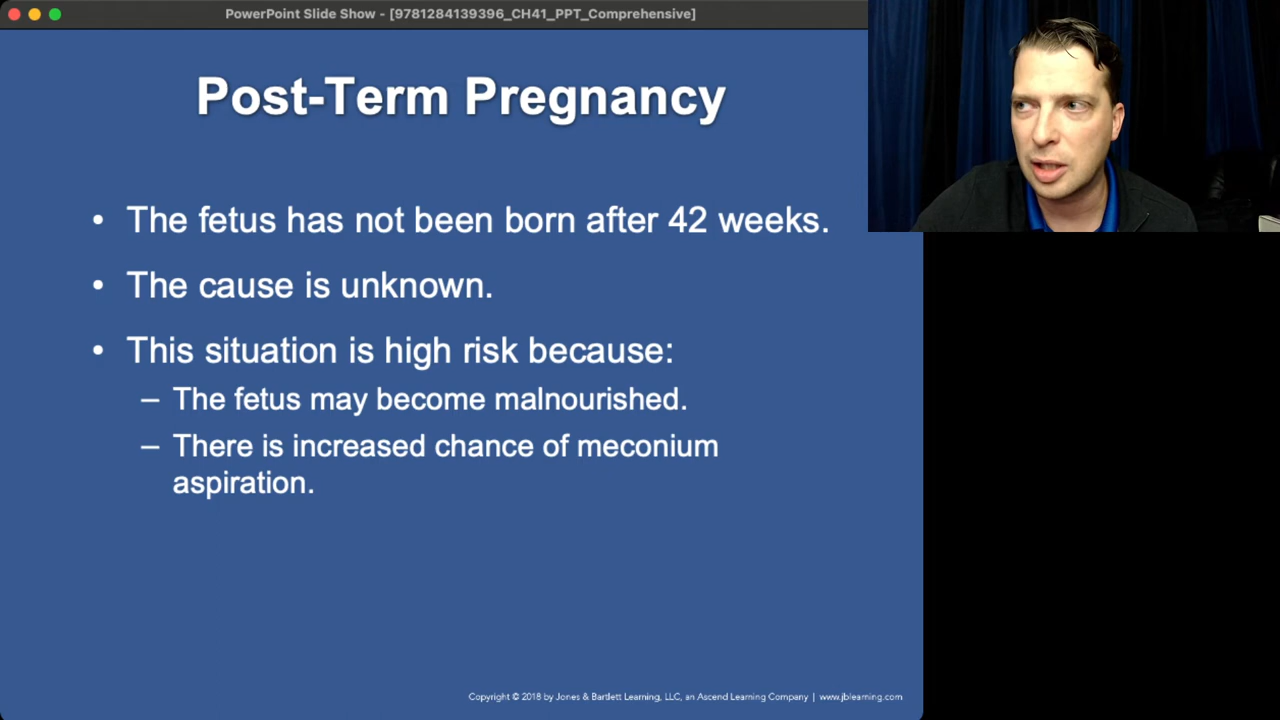 PowerPoint Slide Show - [9781284139396_CH41_PPT_Comprehensive]
Post-Term Pregnancy
• The fetus has not been born after 42 weeks.
• The cause is unknown.
• This situation is high risk because:
– The fetus may become malnourished.
– There is increased chance of meconium
aspiration.
Copyright © 2018 by Jones & Bartlett Learning, LLC, an Ascend Learning Company | www.jblearning.com